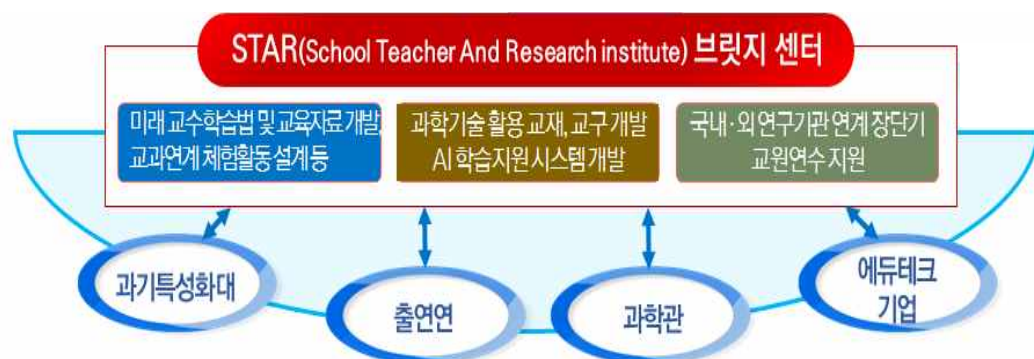 STAR(School Teacher And Research institute) 브릿지 센터
미래 교수학습법 및 교육자료 개발,
교과연계 체험활동 설계 등
과학기술 활용 교재, 교구 개발
AI 학습지원 시스템 개발
국내·외 연구기관 연계 장단기
교원연수 지원
과기특성화대
출연연
과학관
에듀테크
기업